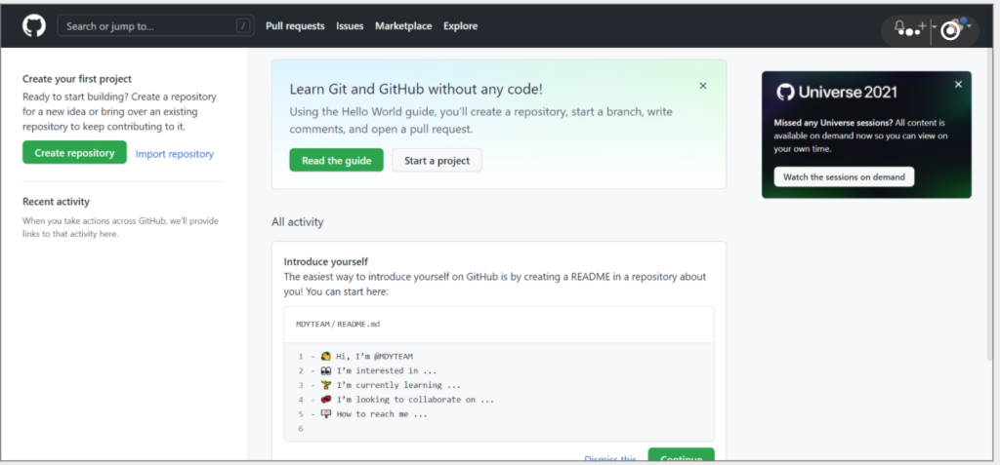 Search or jump to... /
Pull requests Issues Marketplace Explore
Create your first project
Ready to start building? Create a repository
for a new idea or bring over an existing
repository to keep contributing to it.
Create repository Import repository
Recent activity
When you take actions across GitHub, we'll provide
links to that activity here.
Learn Git and GitHub without any code!
Using the Hello World guide, you'll create a repository, start a branch, write
comments, and open a pull request.
Read the guide Start a project
All activity
Introduce yourself
The easiest way to introduce yourself on GitHub is by creating a README in a repository about
you! You can start here:
MDYTEAM/README.md
1 - 👋 Hi, I'm @MDYTEAM
2 - 👀 I'm interested in ...
3 - 🌱 I'm currently learning ...
4 - 💞️ I'm looking to collaborate on ...
5 - 📫 How to reach me ...
6
Dismiss this Continue
Universe 2021
Missed any Universe sessions? All content is
available on demand now so you can view on
your own time.
Watch the sessions on demand